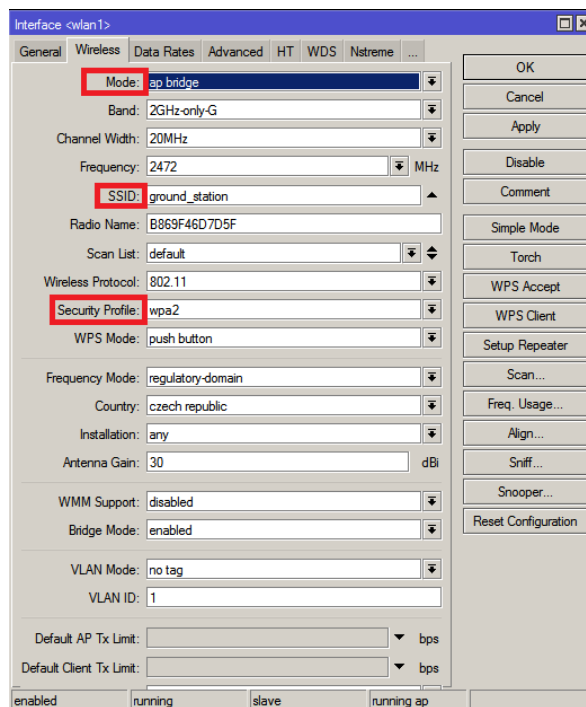 Interface <wlan1>
General Wireless Data Rates Advanced HT WDS Nstreme ...
Mode: ap bridge
Band: 2GHz-only-G
Channel Width: 20MHz
Frequency: 2472 MHz
SSID: ground_station
Radio Name: B869F46D7D5F
Scan List: default
Wireless Protocol: 802.11
Security Profile: wpa2
WPS Mode: push button
Frequency Mode: regulatory-domain
Country: czech republic
Installation: any
Antenna Gain: 30 dBi
WMM Support: disabled
Bridge Mode: enabled
VLAN Mode: no tag
VLAN ID: 1
Default AP Tx Limit: bps
Default Client Tx Limit: bps
OK
Cancel
Apply
Disable
Comment
Simple Mode
Torch
WPS Accept
WPS Client
Setup Repeater
Scan...
Freq. Usage...
Align...
Sniff...
Snooper...
Reset Configuration
enabled running slave running ap